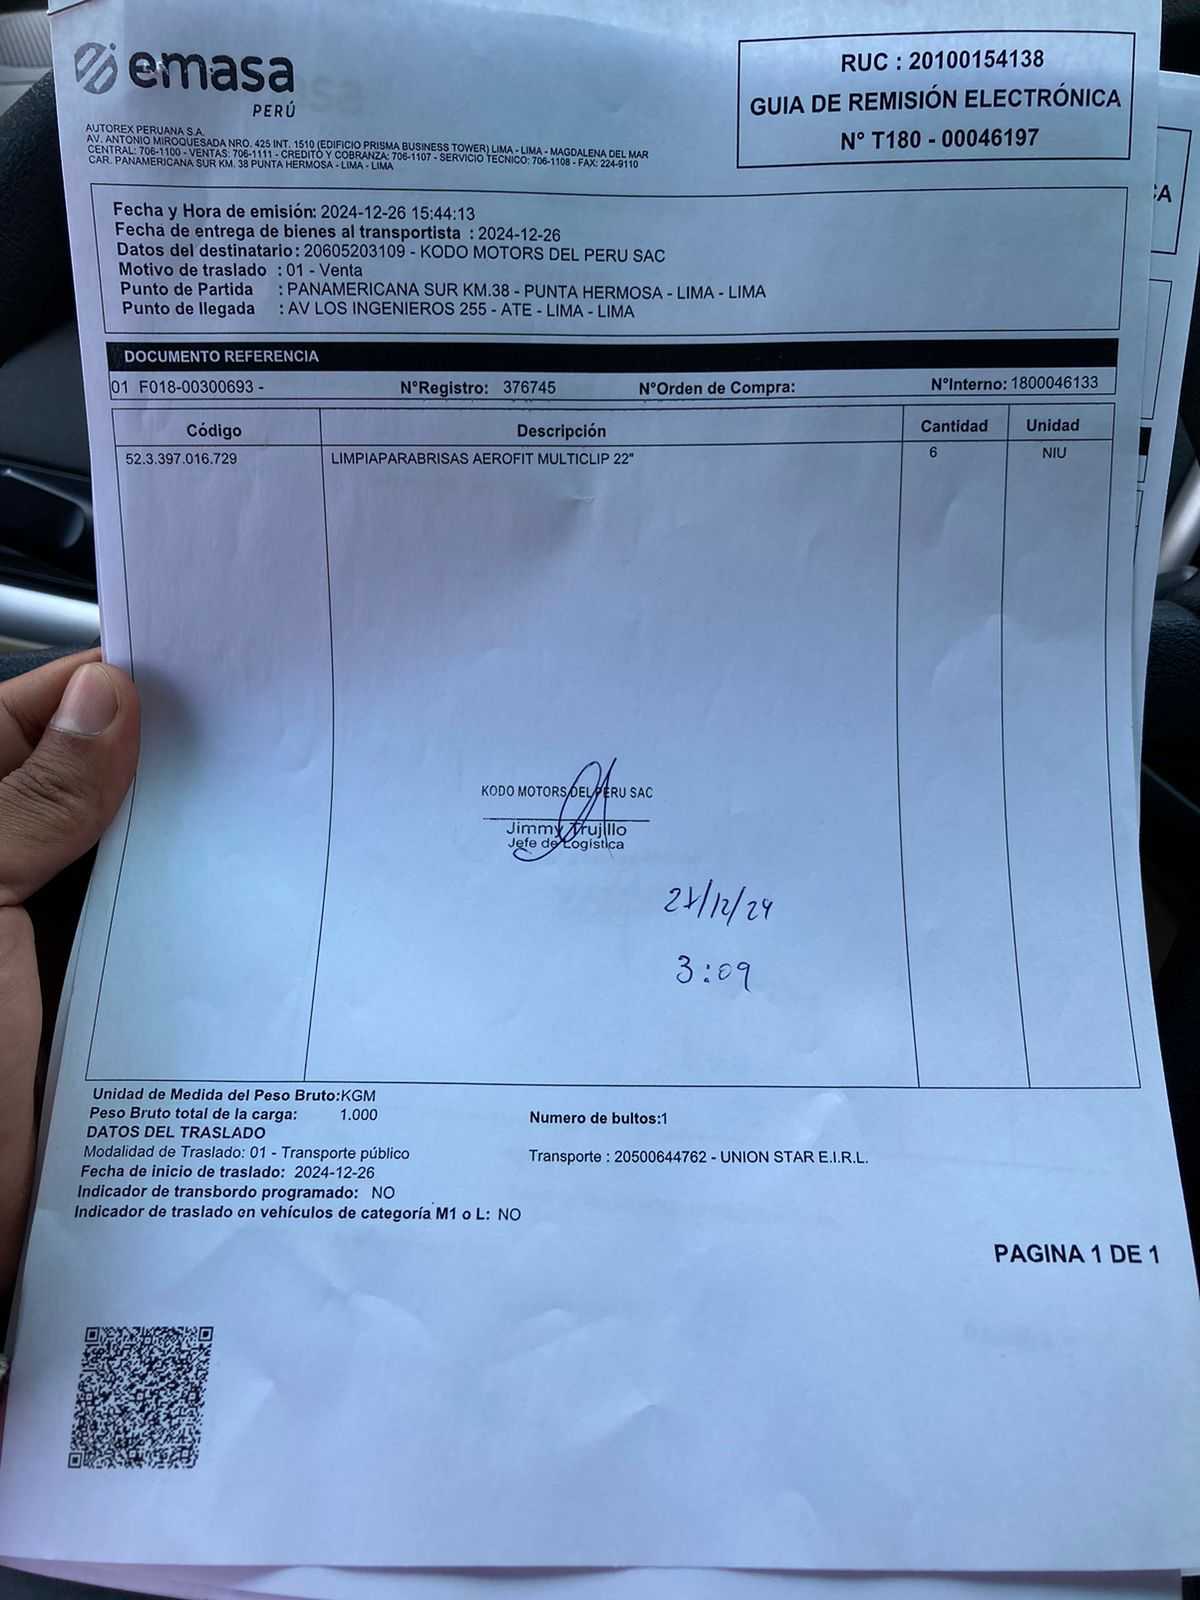 emasa
PERÚ
AUTOREX PERUANA S.A.
AV. ANTONIO MIROQUESADA NRO. 425 INT. 1510 (EDIFICIO PRISMA BUSINESS TOWER) LIMA - LIMA - MAGDALENA DEL MAR
CENTRAL: 706-1100 - VENTAS: 706-1111 - CREDITO Y COBRANZA: 706-1107 - SERVICIO TECNICO: 706-1108 - FAX: 224-9110
CAR. PANAMERICANA SUR KM. 38 PUNTA HERMOSA - LIMA - LIMA
RUC : 20100154138
GUIA DE REMISIÓN ELECTRÓNICA
N° T180 - 00046197
Fecha y Hora de emisión: 2024-12-26 15:44:13
Fecha de entrega de bienes al transportista : 2024-12-26
Datos del destinatario : 20605203109 - KODO MOTORS DEL PERU SAC
Motivo de traslado : 01 - Venta
Punto de Partida : PANAMERICANA SUR KM.38 - PUNTA HERMOSA - LIMA - LIMA
Punto de llegada : AV LOS INGENIEROS 255 - ATE - LIMA - LIMA
DOCUMENTO REFERENCIA
01 F018-00300693 - N°Registro: 376745 N°Orden de Compra: N°Interno: 1800046133
Código Descripción Cantidad Unidad
52.3.397.016.729 LIMPIAPARABRISAS AEROFIT MULTICLIP 22" 6 NIU
KODO MOTORS DEL PERU SAC
Jimmy Trujillo
Jefe de Logística
27/12/24
3:09
Unidad de Medida del Peso Bruto:KGM
Peso Bruto total de la carga: 1.000 Numero de bultos:1
DATOS DEL TRASLADO
Modalidad de Traslado: 01 - Transporte público Transporte : 20500644762 - UNION STAR E.I.R.L.
Fecha de inicio de traslado: 2024-12-26
Indicador de transbordo programado: NO
Indicador de traslado en vehículos de categoría M1 o L: NO
PAGINA 1 DE 1